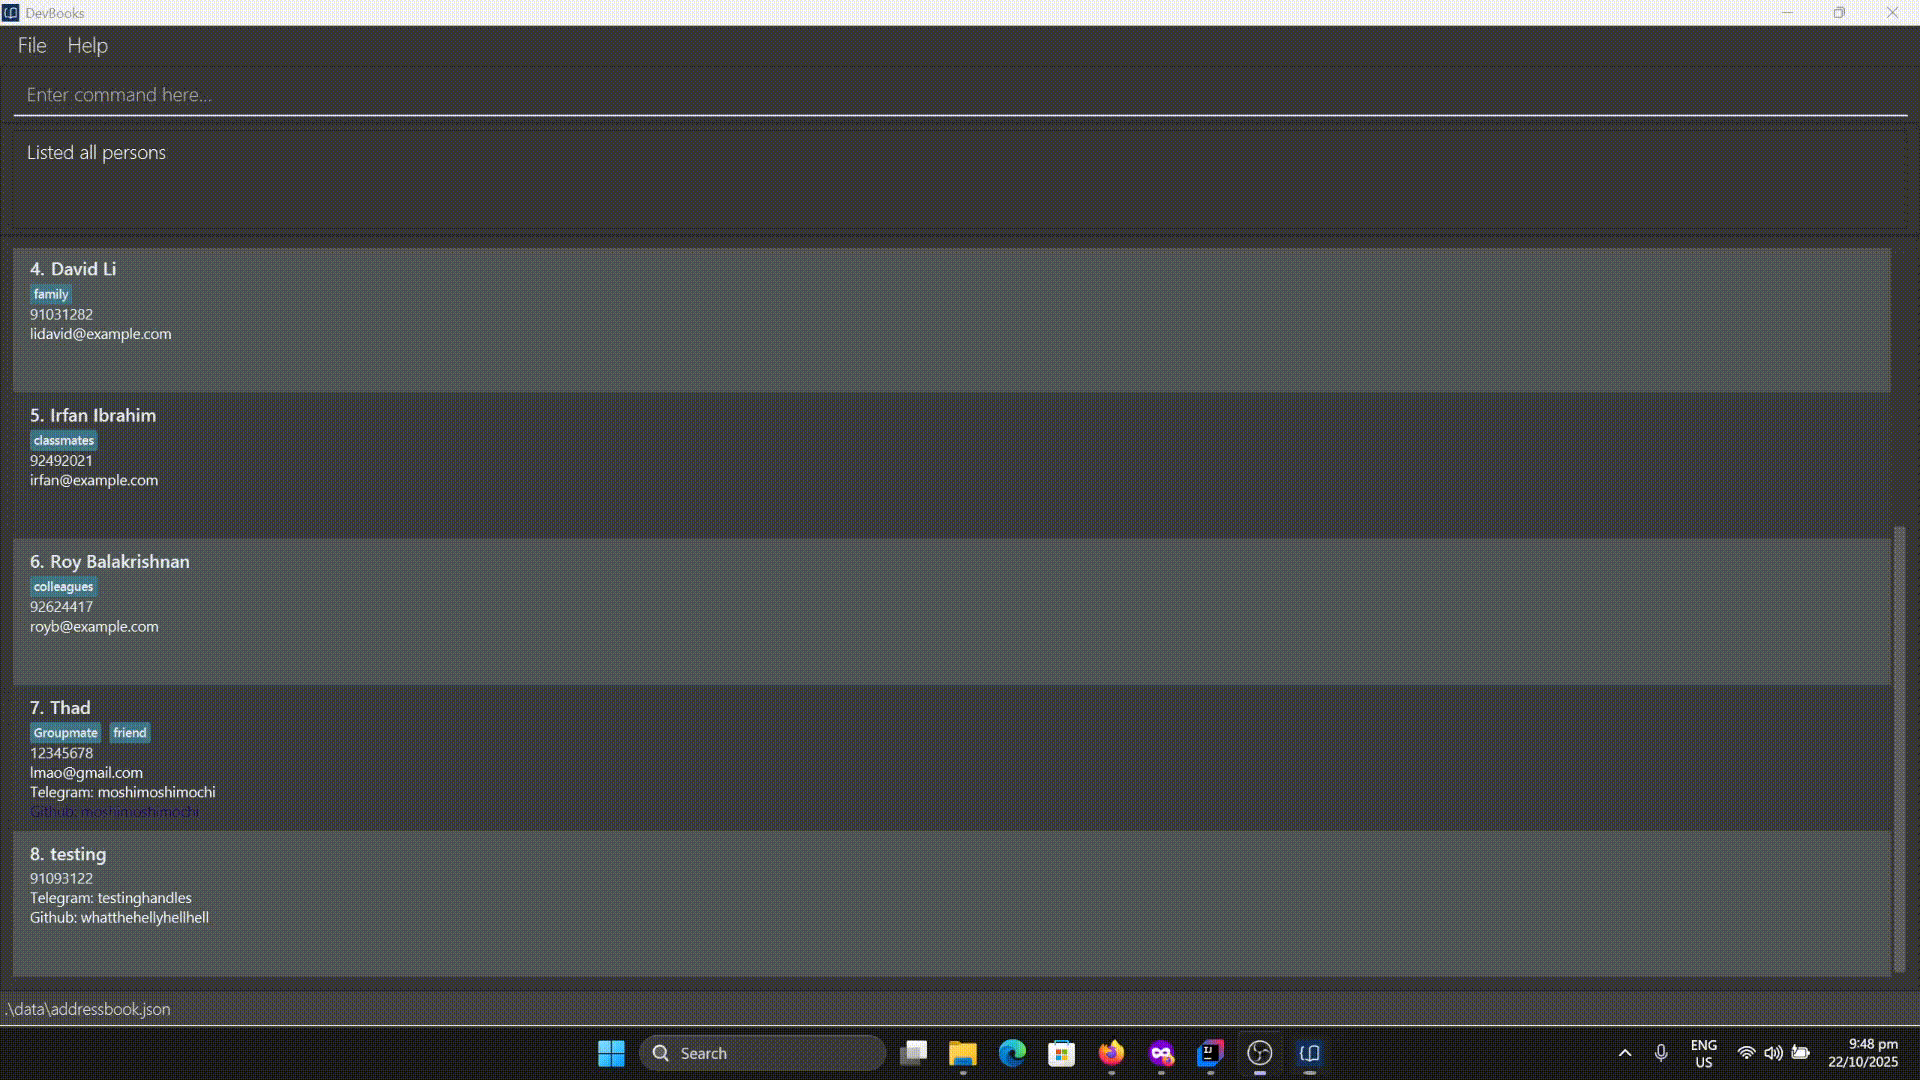 DevBooks
File Help
Enter command here...
Listed all persons
4. David Li
family
91031282
lidavid@example.com
5. Irfan Ibrahim
classmates
92492021
irfan@example.com
6. Roy Balakrishnan
colleagues
92624417
royb@example.com
7. Thad
Groupmate friend
12345678
lmao@gmail.com
Telegram: moshimoshimochi
Github: moshimoshimochi
8. testing
91093122
Telegram: testinghandles
Github: whatthehellyhellhell
.\data\addressbook.json
Search
ENG
US
9:48 pm
22/10/2025